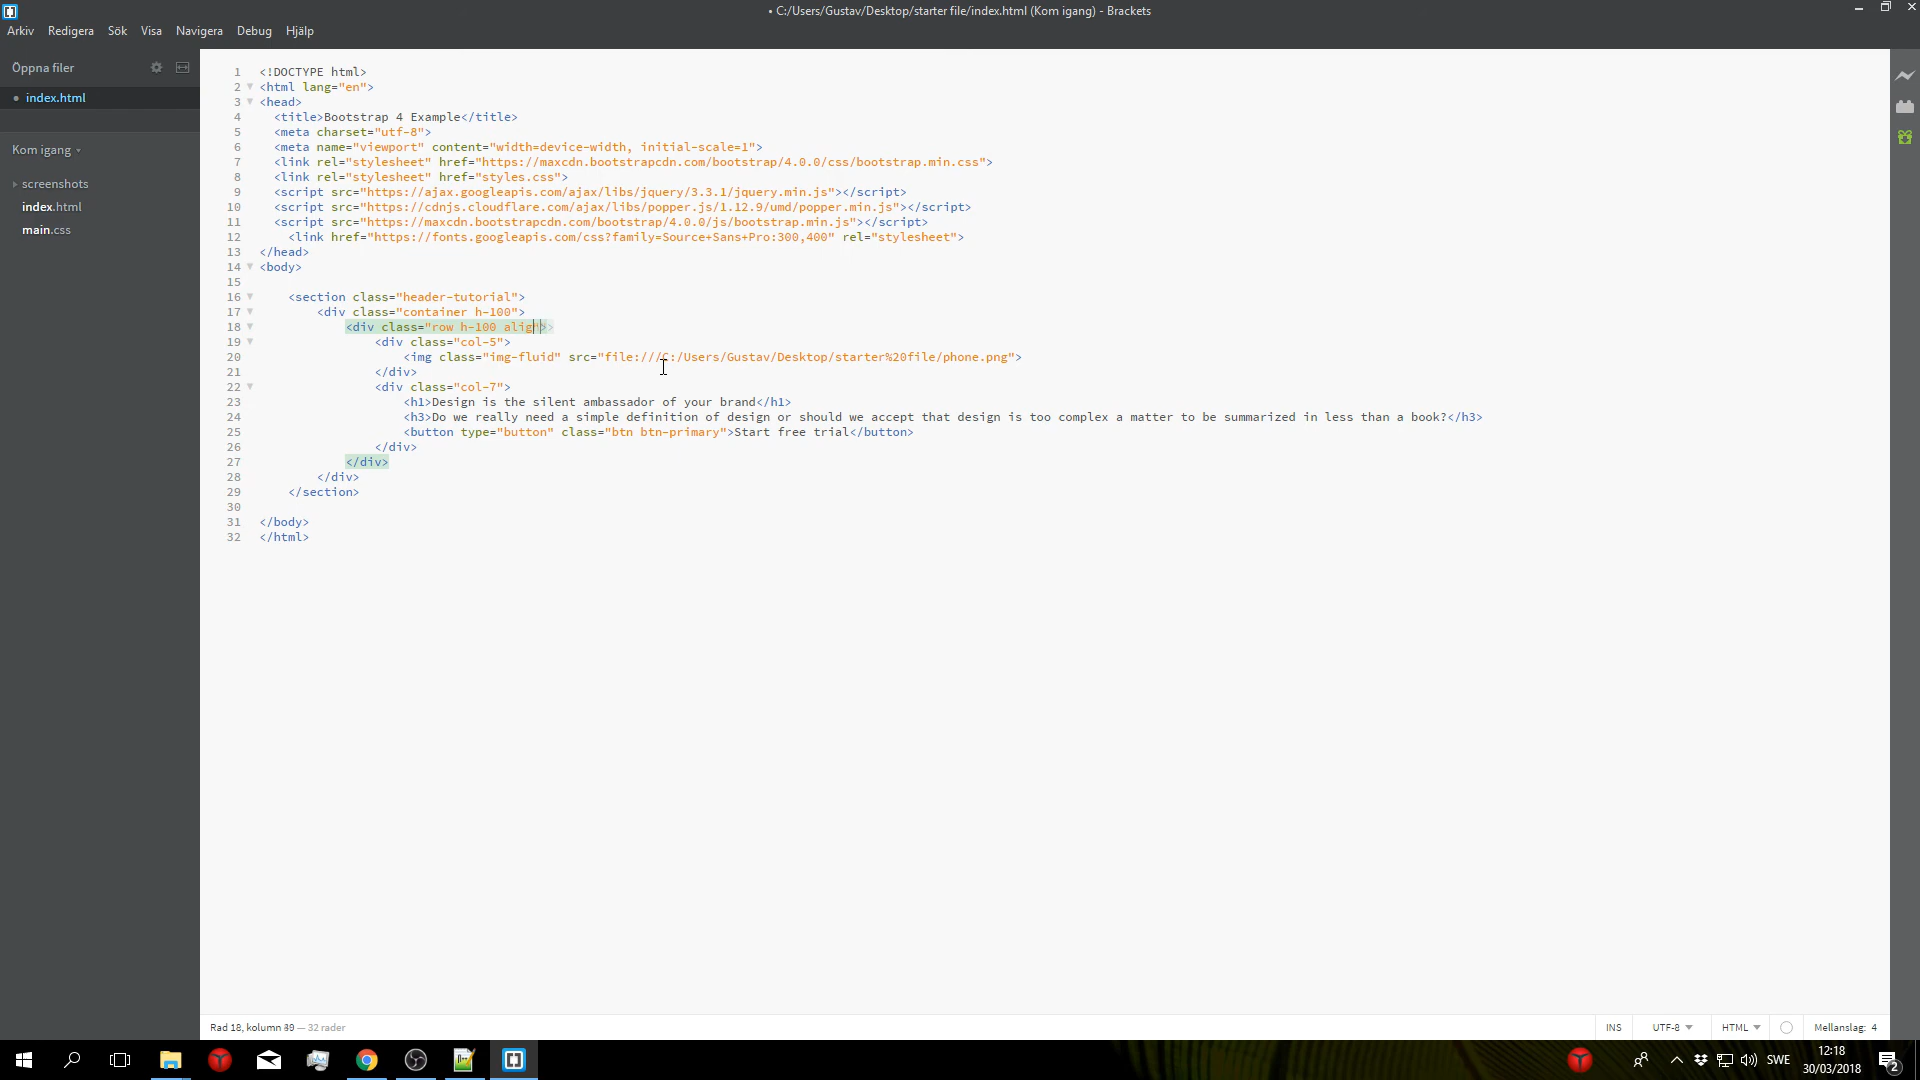 • C:/Users/Gustav/Desktop/starter file/index.html (Kom igang) - Brackets
Arkiv Redigera Sök Visa Navigera Debug Hjälp
Öppna filer
• index.html
Kom igang
screenshots
index.html
main.css
1 <!DOCTYPE html>
2 <html lang="en">
3 <head>
4 <title>Bootstrap 4 Example</title>
5 <meta charset="utf-8">
6 <meta name="viewport" content="width=device-width, initial-scale=1">
7 <link rel="stylesheet" href="https://maxcdn.bootstrapcdn.com/bootstrap/4.0.0/css/bootstrap.min.css">
8 <link rel="stylesheet" href="styles.css">
9 <script src="https://ajax.googleapis.com/ajax/libs/jquery/3.3.1/jquery.min.js"></script>
10 <script src="https://cdnjs.cloudflare.com/ajax/libs/popper.js/1.12.9/umd/popper.min.js"></script>
11 <script src="https://maxcdn.bootstrapcdn.com/bootstrap/4.0.0/js/bootstrap.min.js"></script>
12 <link href="https://fonts.googleapis.com/css?family=Source+Sans+Pro:300,400" rel="stylesheet">
13 </head>
14 <body>
15
16 <section class="header-tutorial">
17 <div class="container h-100">
18 <div class="row h-100 alig">
19 <div class="col-5">
20 <img class="img-fluid" src="file:///C:/Users/Gustav/Desktop/starter%20file/phone.png">
21 </div>
22 <div class="col-7">
23 <h1>Design is the silent ambassador of your brand</h1>
24 <h3>Do we really need a simple definition of design or should we accept that design is too complex a matter to be summarized in less than a book?</h3>
25 <button type="button" class="btn btn-primary">Start free trial</button>
26 </div>
27 </div>
28 </div>
29 </section>
30
31 </body>
32 </html>
Rad 18, kolumn — 32 rader INS UTF-8 HTML Mellanslag: 4
SWE 12:18
30/03/2018 2